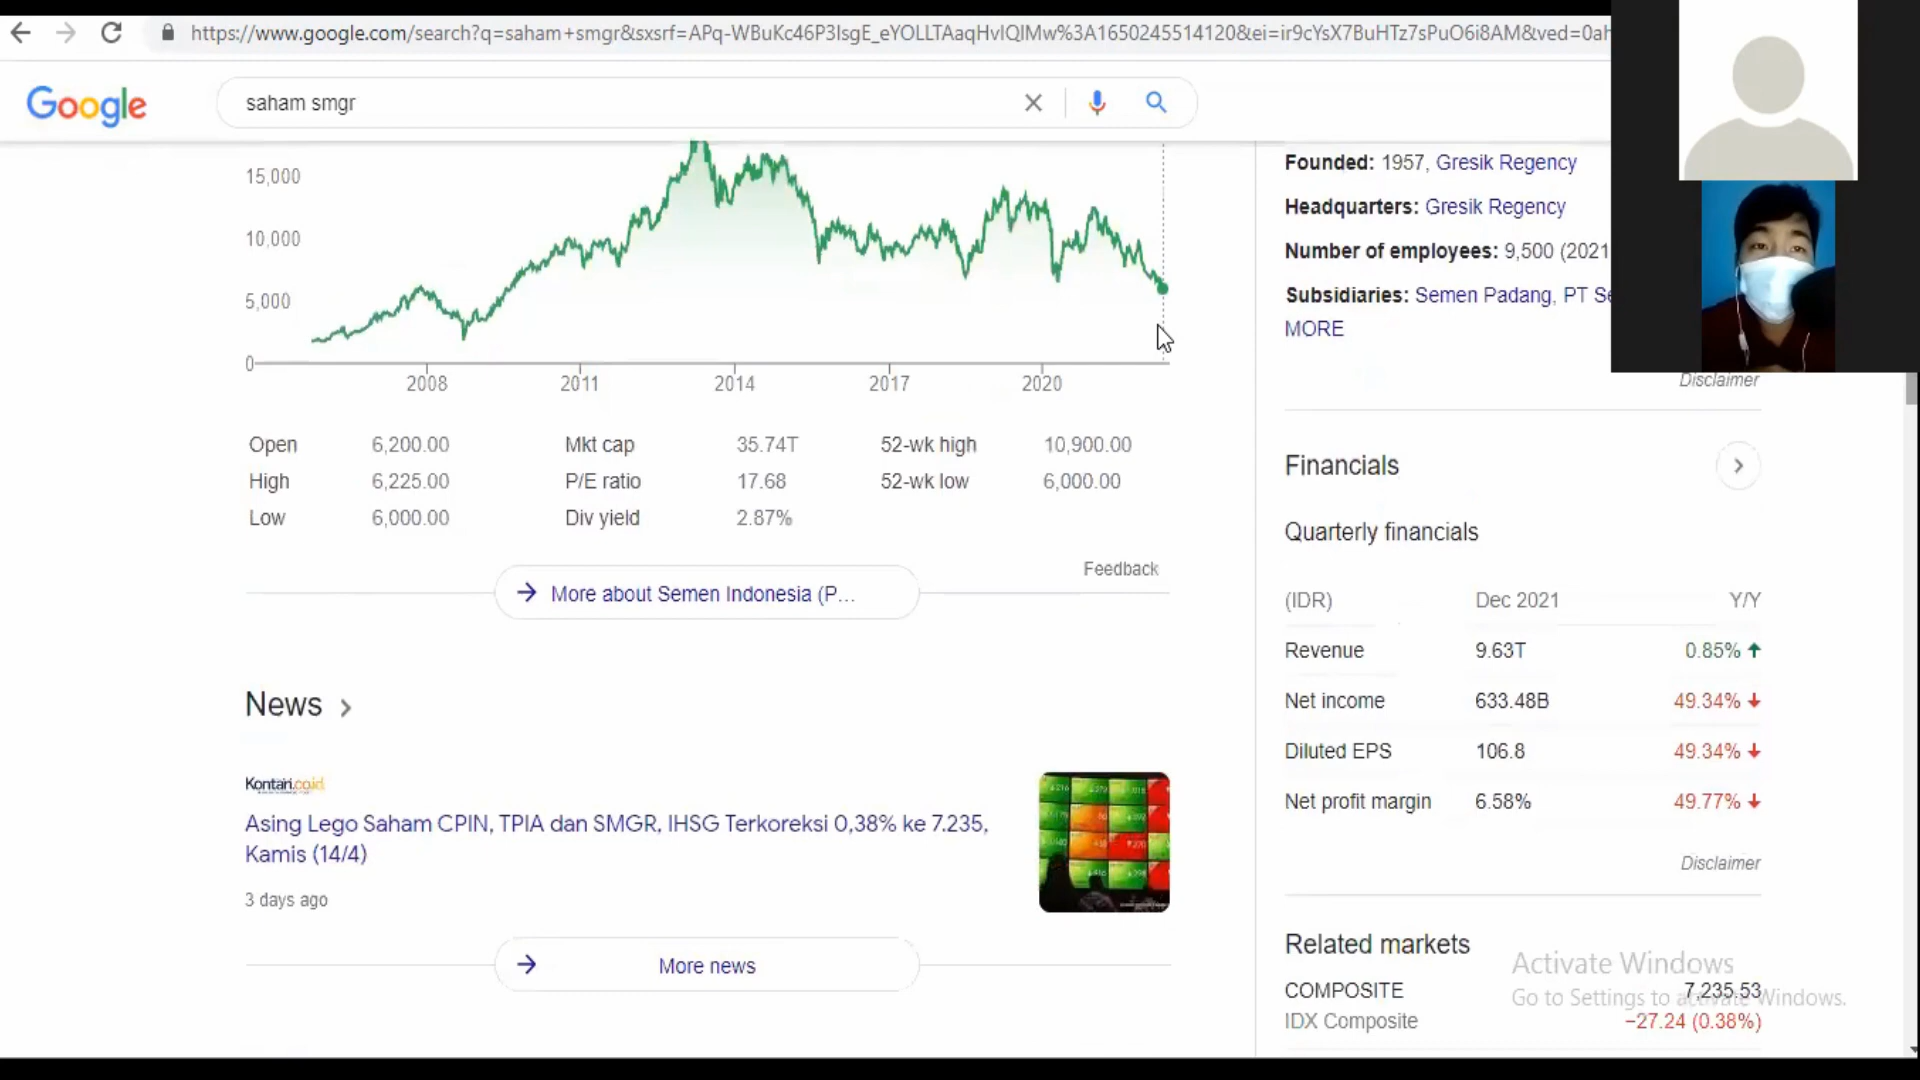 https://www.google.com/search?q=saham+smgr&sxsrf=APq-WBuKc46P3IsgE_eYOLLTAaqHvIQIMw%3A1650245514120&ei=ir9cYsX7BuHTz7sPuO6i8AM&ved=0ah
Google
saham smgr
15,000
10,000
5,000
0
2008 2011 2014 2017 2020
Open 6,200.00 Mkt cap 35.74T 52-wk high 10,900.00
High 6,225.00 P/E ratio 17.68 52-wk low 6,000.00
Low 6,000.00 Div yield 2.87%
Feedback
More about Semen Indonesia (P...
News
Kontan.co.id
Asing Lego Saham CPIN, TPIA dan SMGR, IHSG Terkoreksi 0,38% ke 7.235,
Kamis (14/4)
3 days ago
More news
Founded: 1957, Gresik Regency
Headquarters: Gresik Regency
Number of employees: 9,500 (2021
Subsidiaries: Semen Padang, PT Se
MORE
Disclaimer
Financials
Quarterly financials
(IDR) Dec 2021 Y/Y
Revenue 9.63T 0.85%
Net income 633.48B 49.34%
Diluted EPS 106.8 49.34%
Net profit margin 6.58% 49.77%
Disclaimer
Related markets
COMPOSITE 7,235.53
IDX Composite −27.24 (0.38%)
Activate Windows
Go to Settings to activate Windows.